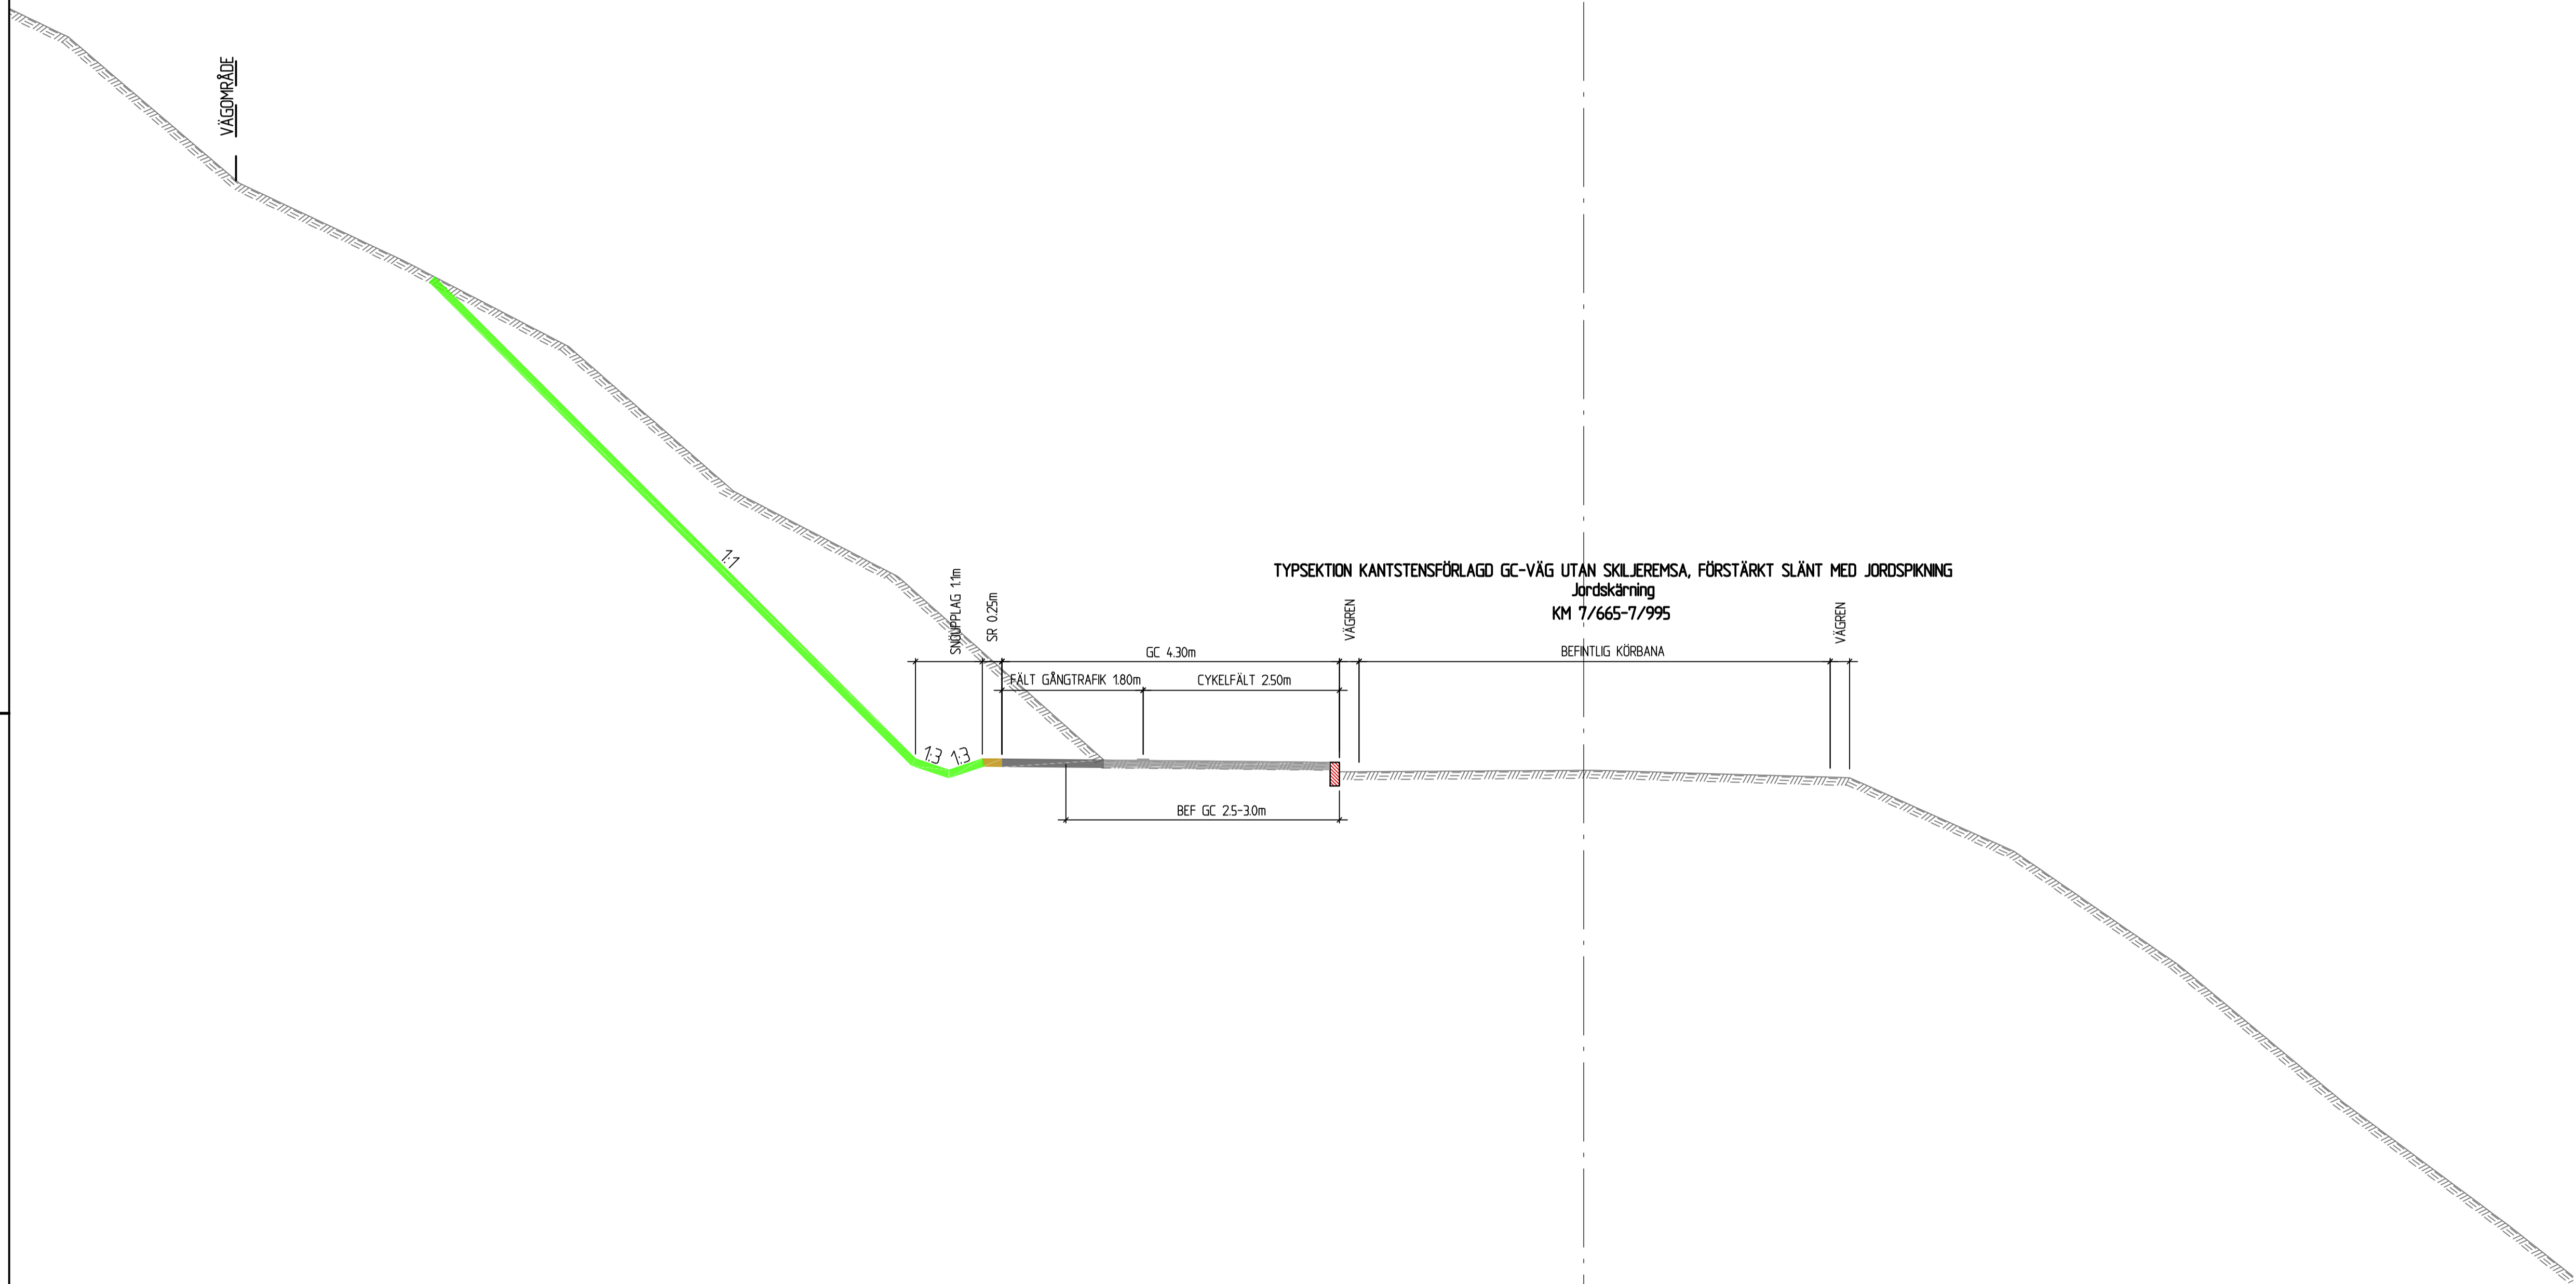 VÄGOMRÅDE
1:1
TYPSEKTION KANTSTENSFÖRLAGD GC-VÄG UTAN SKILJEREMSA, FÖRSTÄRKT SLÄNT MED JORDSPIKNING
Jordskärning
KM 7/665-7/995
SNÖUPPLAG 1.1m
SR 0.25m
VÄGREN
VÄGREN
GC 4.30m
BEFINTLIG KÖRBANA
FÄLT GÅNGTRAFIK 1.80m
CYKELFÄLT 2.50m
1:3
1:3
BEF GC 2.5-3.0m